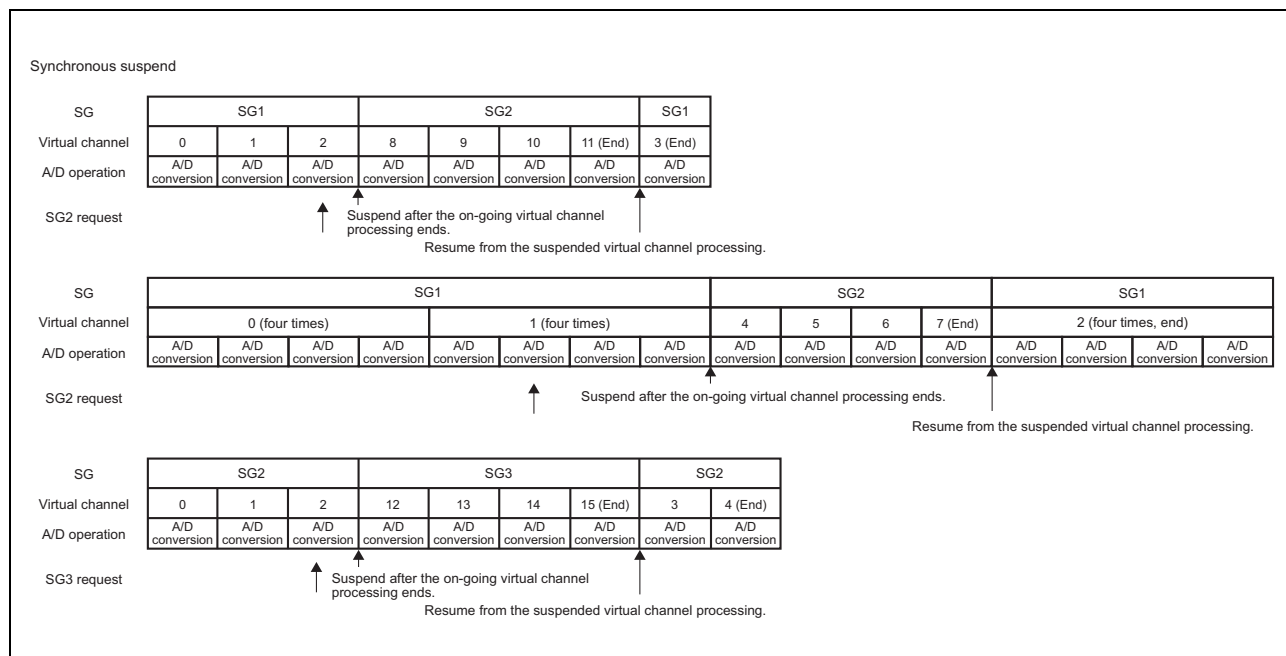 Synchronous suspend
SG SG1 SG2 SG1
Virtual channel 0 1 2 8 9 10 11 (End) 3 (End)
A/D operation A/D conversion A/D conversion A/D conversion A/D conversion A/D conversion A/D conversion A/D conversion A/D conversion
SG2 request Suspend after the on-going virtual channel
processing ends.
Resume from the suspended virtual channel processing.
SG SG1 SG2 SG1
Virtual channel 0 (four times) 1 (four times) 4 5 6 7 (End) 2 (four times, end)
A/D operation A/D conversion A/D conversion A/D conversion A/D conversion A/D conversion A/D conversion A/D conversion A/D conversion A/D conversion A/D conversion A/D conversion A/D conversion A/D conversion A/D conversion A/D conversion A/D conversion
SG2 request Suspend after the on-going virtual channel processing ends.
Resume from the suspended virtual channel processing.
SG SG2 SG3 SG2
Virtual channel 0 1 2 12 13 14 15 (End) 3 4 (End)
A/D operation A/D conversion A/D conversion A/D conversion A/D conversion A/D conversion A/D conversion A/D conversion A/D conversion A/D conversion
SG3 request Suspend after the on-going virtual channel
processing ends.
Resume from the suspended virtual channel processing.